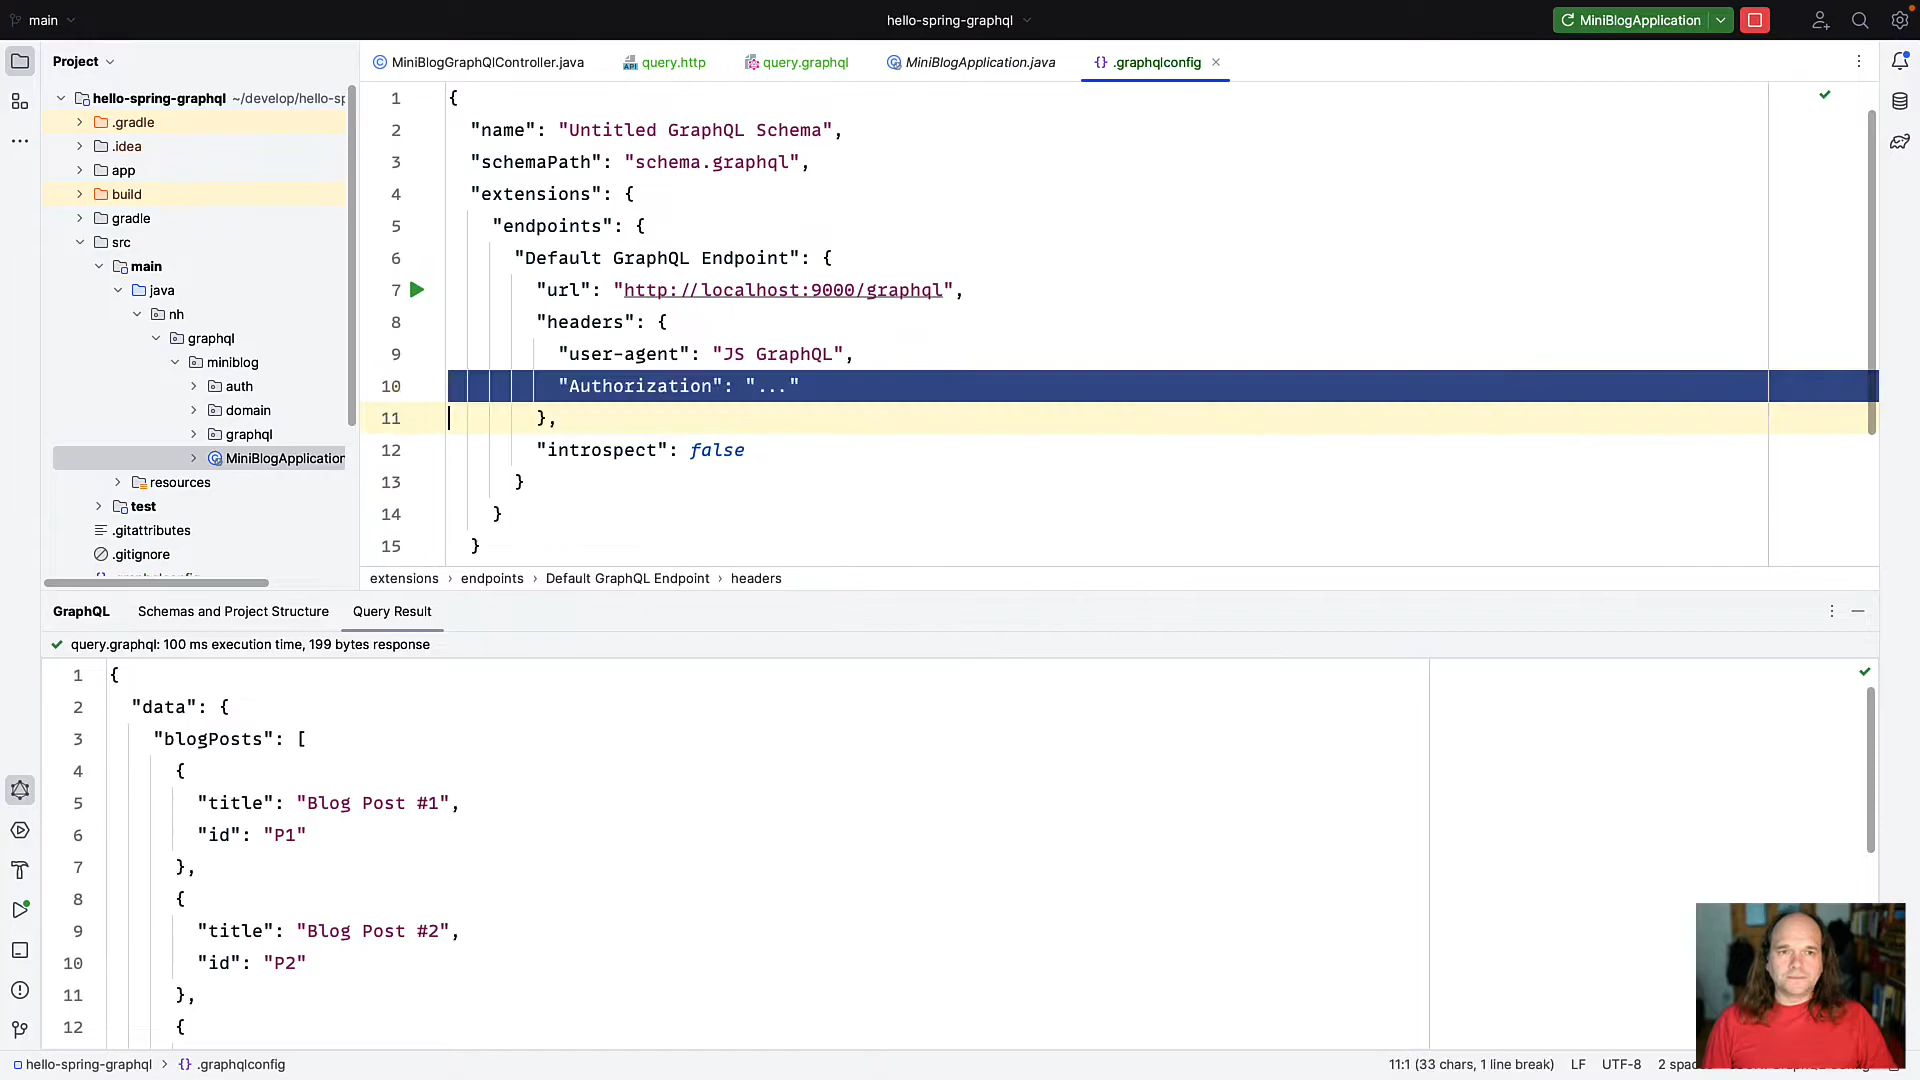 main
hello-spring-graphql
MiniBlogApplication
Project
MiniBlogGraphQlController.java
query.http
query.graphql
MiniBlogApplication.java
.graphqlconfig
hello-spring-graphql ~/develop/hello-sp
.gradle
.idea
app
build
gradle
src
main
java
nh
graphql
miniblog
auth
domain
graphql
MiniBlogApplication
resources
test
.gitattributes
.gitignore
.graphqlconfig
1 {
2 "name": "Untitled GraphQL Schema",
3 "schemaPath": "schema.graphql",
4 "extensions": {
5 "endpoints": {
6 "Default GraphQL Endpoint": {
7 "url": "http://localhost:9000/graphql",
8 "headers": {
9 "user-agent": "JS GraphQL",
10 "Authorization": "..."
11 },
12 "introspect": false
13 }
14 }
15 }
extensions › endpoints › Default GraphQL Endpoint › headers
GraphQL Schemas and Project Structure Query Result
query.graphql: 100 ms execution time, 199 bytes response
1 {
2 "data": {
3 "blogPosts": [
4 {
5 "title": "Blog Post #1",
6 "id": "P1"
7 },
8 {
9 "title": "Blog Post #2",
10 "id": "P2"
11 },
12 {
hello-spring-graphql › .graphqlconfig
11:1 (33 chars, 1 line break) LF UTF-8 2 spac